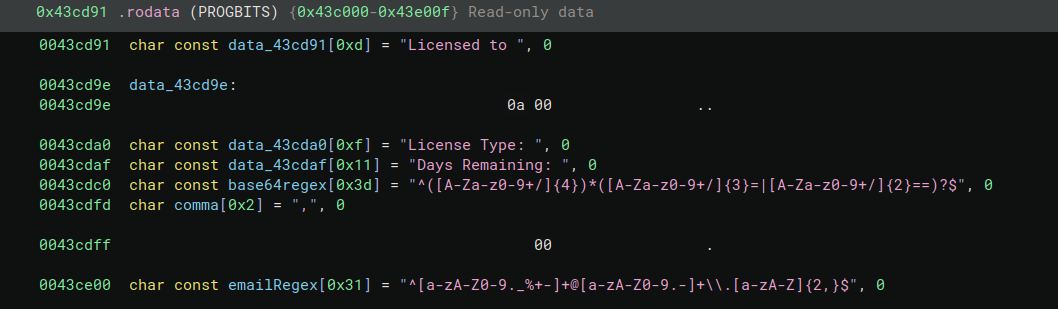 0x43cd91 .rodata (PROGBITS) {0x43c000-0x43e00f} Read-only data
0043cd91 char const data_43cd91[0xd] = "Licensed to ", 0
0043cd9e data_43cd9e:
0043cd9e 0a 00 ..
0043cda0 char const data_43cda0[0xf] = "License Type: ", 0
0043cdaf char const data_43cdaf[0x11] = "Days Remaining: ", 0
0043cdc0 char const base64regex[0x3d] = "^([A-Za-z0-9+/]{4})*([A-Za-z0-9+/]{3}=|[A-Za-z0-9+/]{2}==)?$", 0
0043cdfd char comma[0x2] = ",", 0
0043cdff 00 .
0043ce00 char const emailRegex[0x31] = "^[a-zA-Z0-9._%+-]+@[a-zA-Z0-9.-]+\\.[a-zA-Z]{2,}$", 0